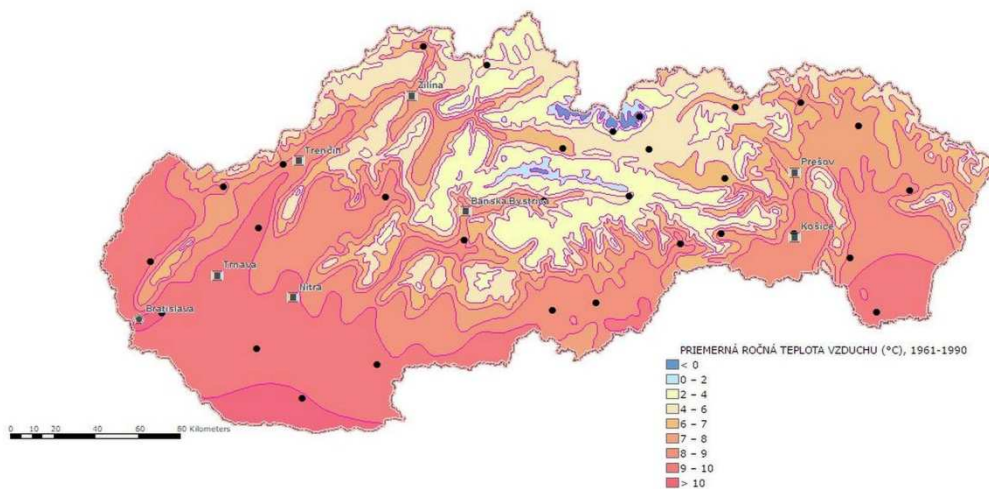 Žilina
Trenčín
Prešov
Banská Bystrica
Košice
Trnava
Nitra
Bratislava
PRIEMERNÁ ROČNÁ TEPLOTA VZDUCHU (°C), 1961-1990
< 0
0 – 2
2 – 4
4 – 6
6 – 7
7 – 8
8 – 9
9 – 10
> 10
0 10 20 40 60 80 Kilometers